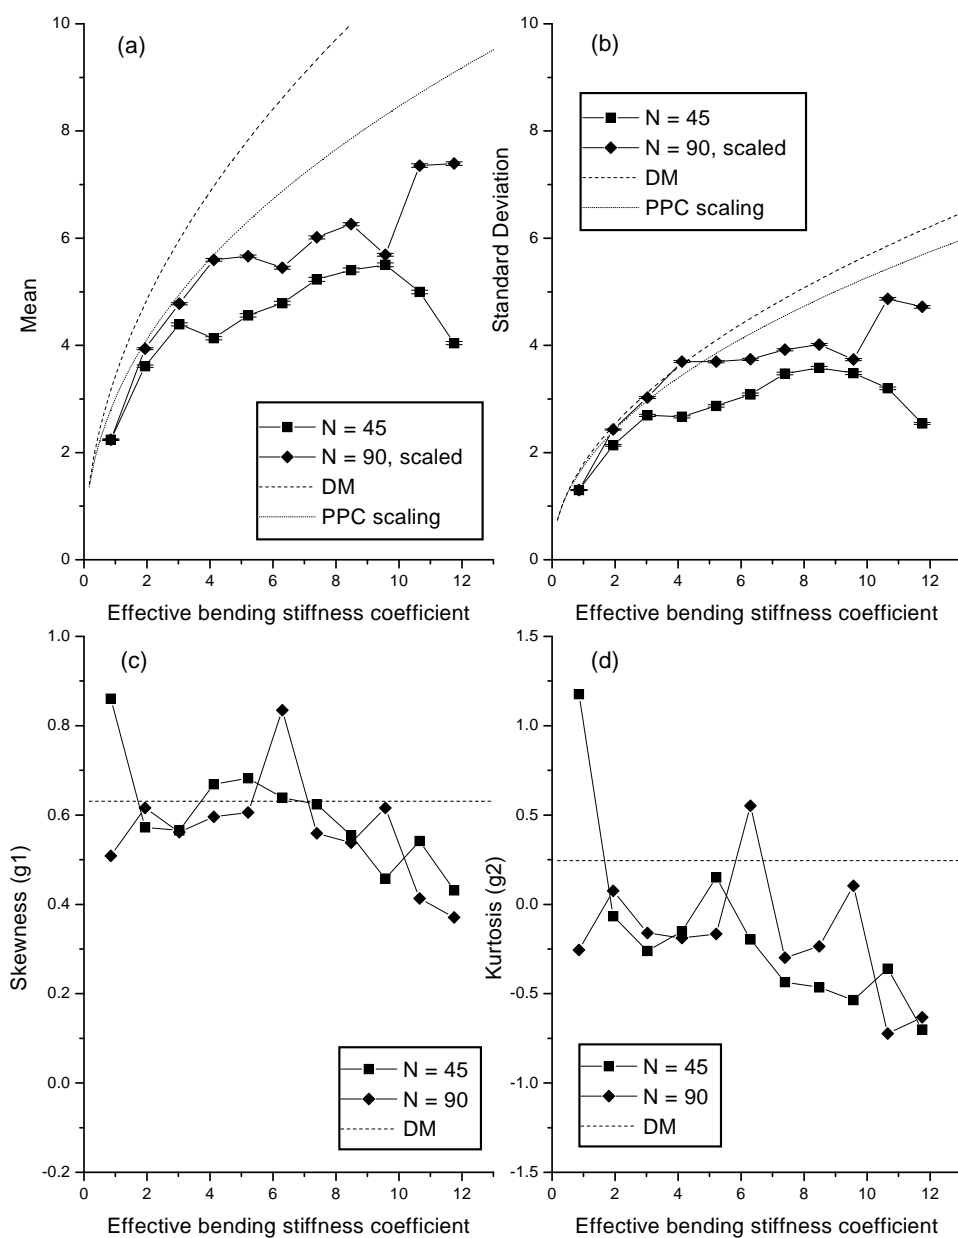 (a)
10
8
6
4
2
0
Mean
N = 45
N = 90, scaled
DM
PPC scaling
0 2 4 6 8 10 12
Effective bending stiffness coefficient
(b)
10
8
6
4
2
0
Standard Deviation
N = 45
N = 90, scaled
DM
PPC scaling
0 2 4 6 8 10 12
Effective bending stiffness coefficient
(c)
1.0
0.8
0.6
0.4
0.2
0.0
-0.2
Skewness (g1)
N = 45
N = 90
DM
0 2 4 6 8 10 12
Effective bending stiffness coefficient
(d)
1.5
1.0
0.5
0.0
-0.5
-1.0
-1.5
Kurtosis (g2)
N = 45
N = 90
DM
0 2 4 6 8 10 12
Effective bending stiffness coefficient